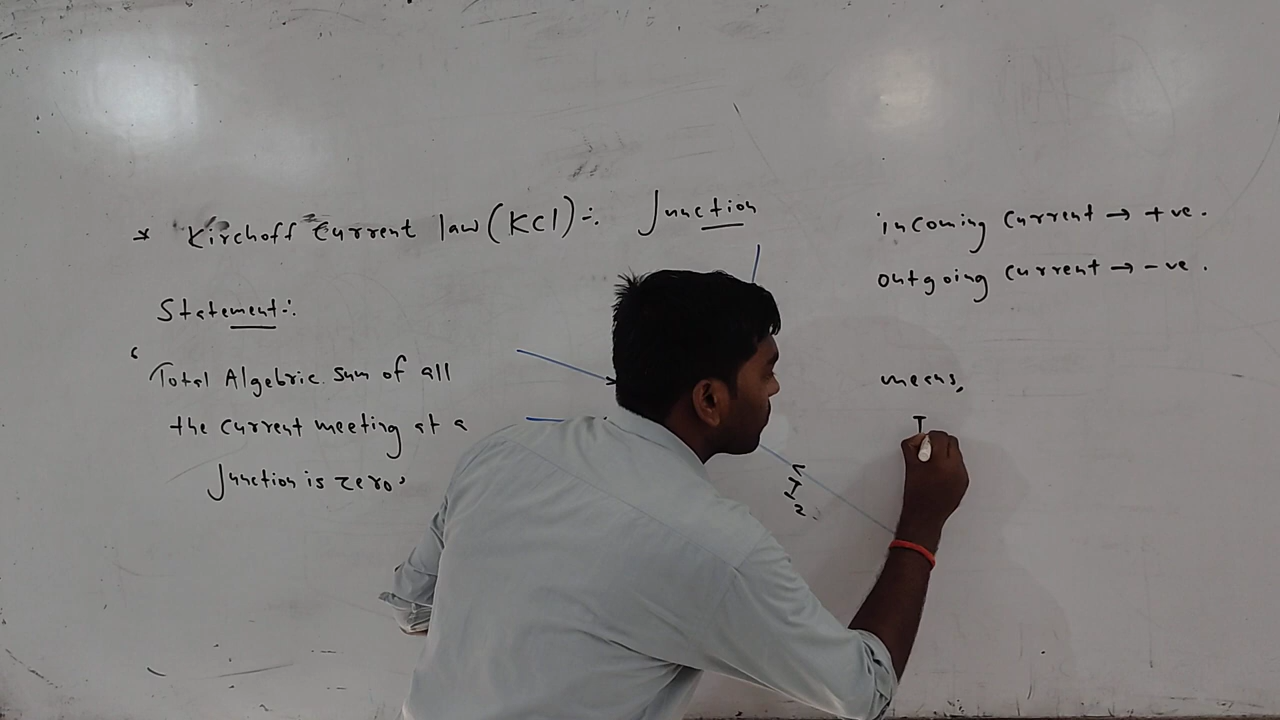 * Kirchoff Current law (KCl):- Junction
Statement:-
‘Total Algebric. Sum of all
the current meeting at a
Junction is zero’
incoming current → +ve.
outgoing current → -ve.
means,
I
I2